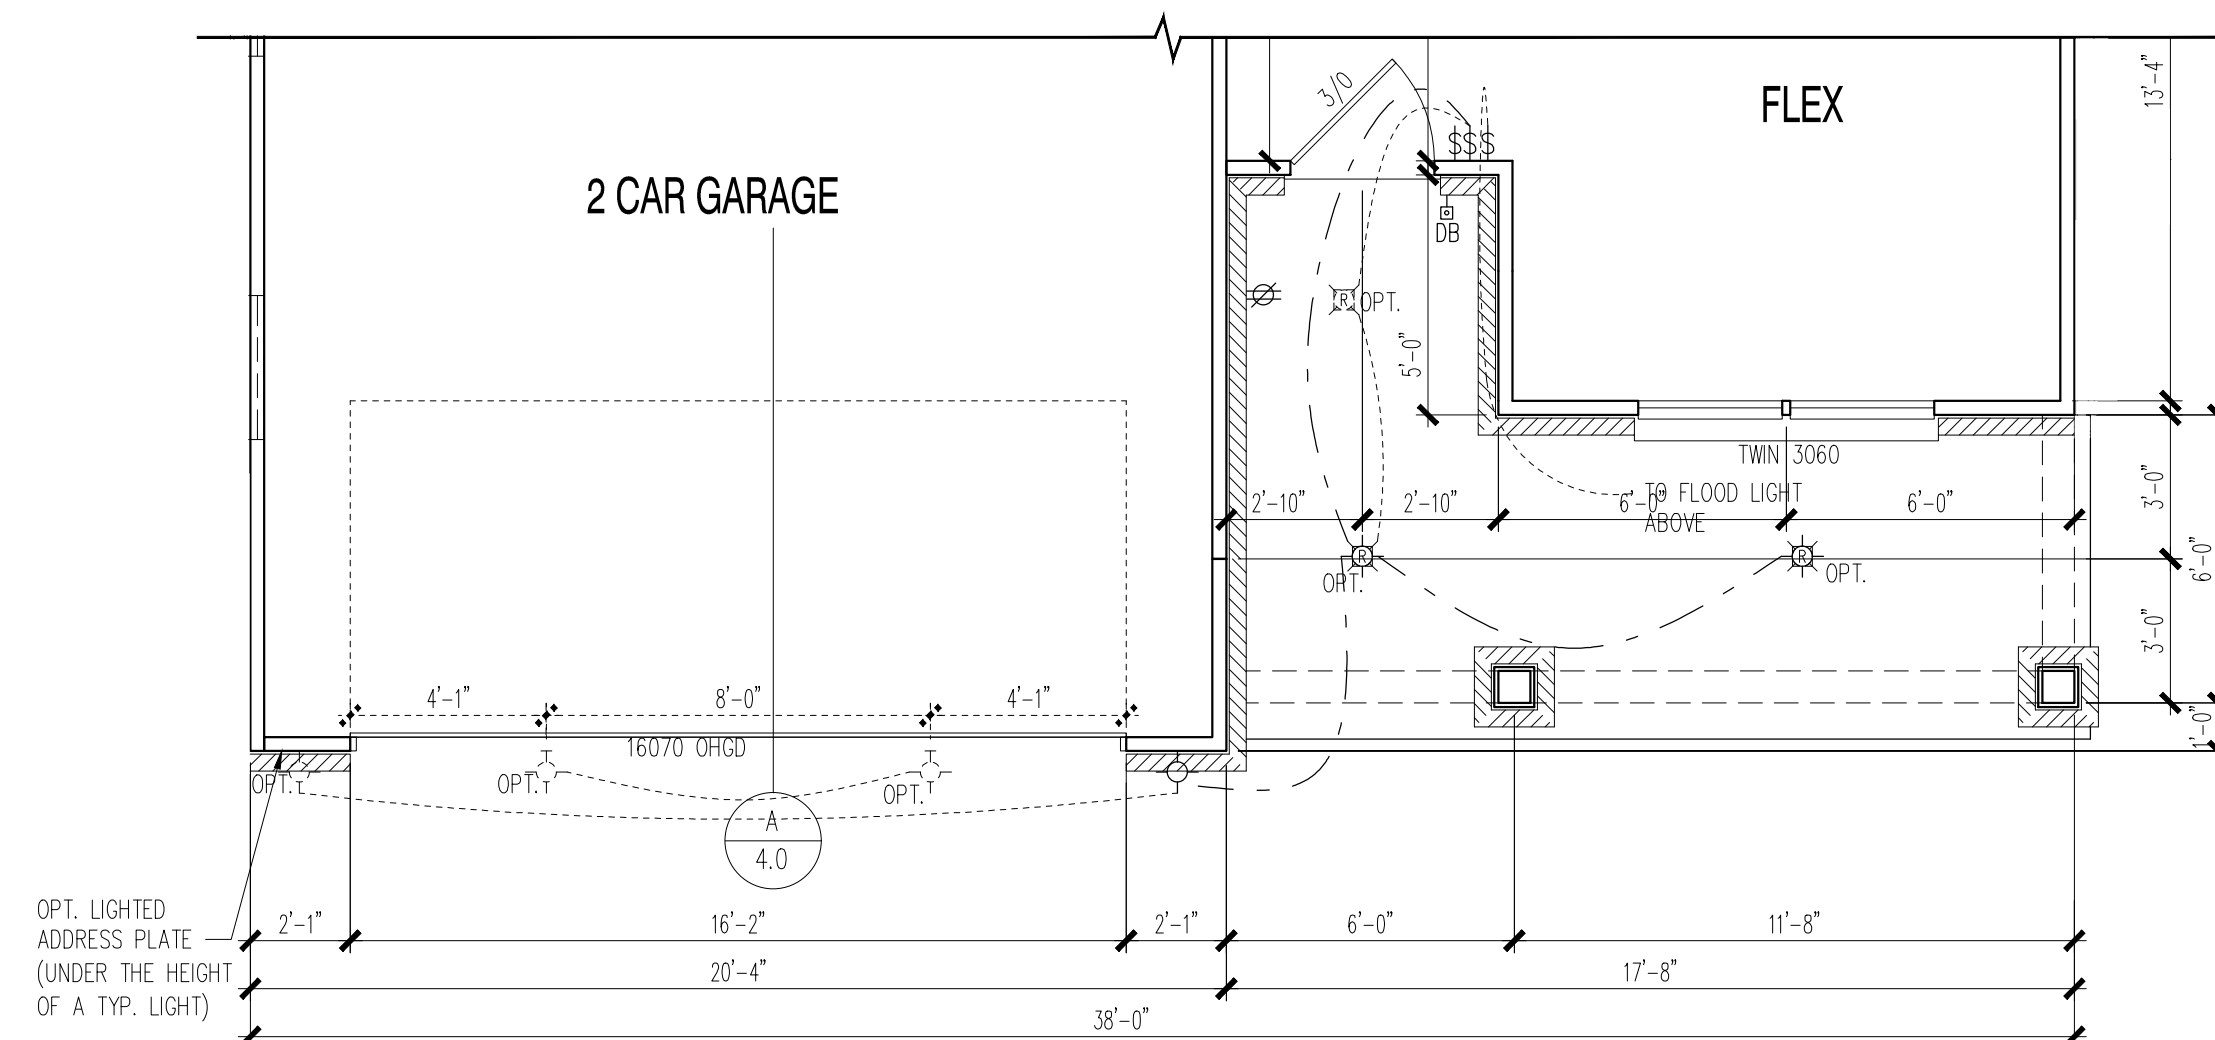 13'-4"
3/0
FLEX
$$$
2 CAR GARAGE
DB
R OPT.
5'-0"
TWIN 3060
TO FLOOD LIGHT
ABOVE
2'-10"
2'-10"
6'-0"
6'-0"
3'-0"
6'-0"
R
OPT.
R
OPT.
3'-0"
1'-0"
4'-1"
8'-0"
4'-1"
16070 OHGD
OPT.
OPT.
OPT.
A
4.0
OPT. LIGHTED
ADDRESS PLATE
(UNDER THE HEIGHT
OF A TYP. LIGHT)
2'-1"
16'-2"
2'-1"
6'-0"
11'-8"
20'-4"
17'-8"
38'-0"